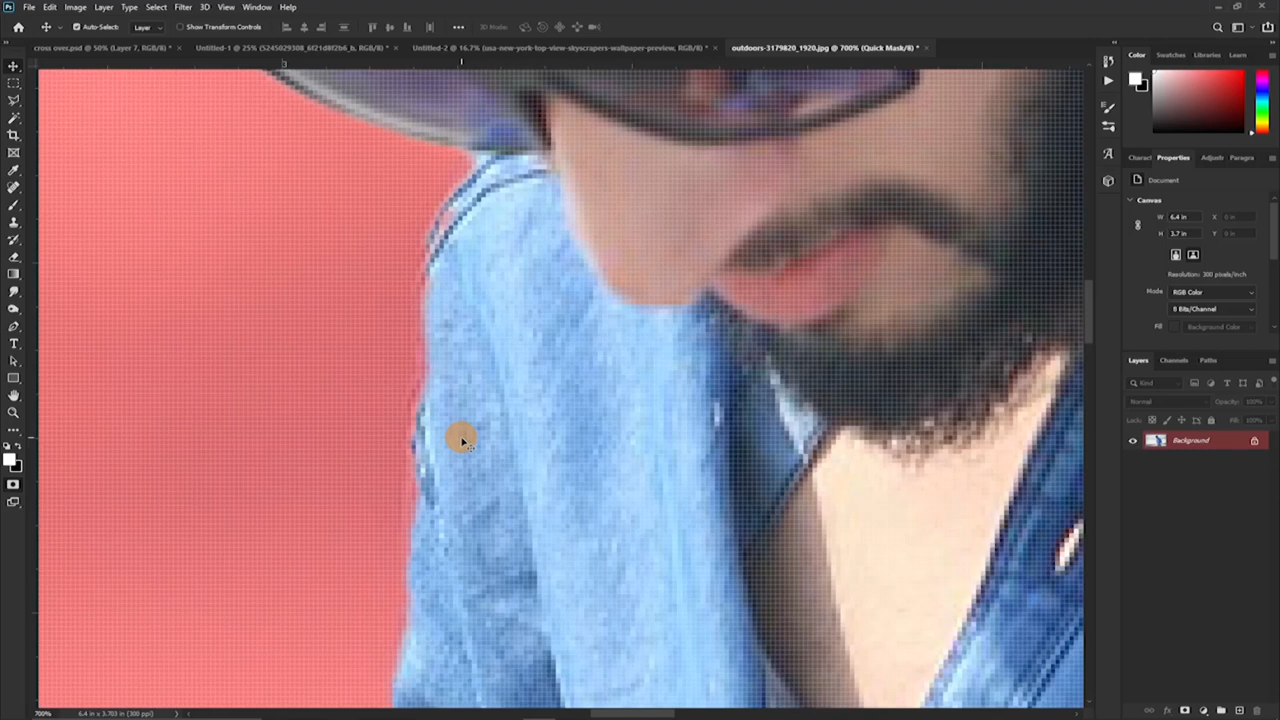 File Edit Image Layer Type Select Filter 3D View Window Help
Auto-Select: Layer Show Transform Controls 3D Mode:
cross over.psd @ 50% (Layer 7, RGB/8) * × Untitled-1 @ 25% (5245029308_6f21d8f2b6_b, RGB/8) * × Untitled-2 @ 16.7% (usa-new-york-top-view-skyscrapers-wallpaper-preview, RGB/8) * × outdoors-3179820_1920.jpg @ 700% (Quick Mask/8) * ×
Color Swatches Libraries Learn
Charact Properties Adjustr Paragra
Document
Canvas
W 6.4 in X 0 in
H 3.7 in Y 0 in
Resolution: 300 pixels/inch
Mode RGB Color
8 Bits/Channel
Fill Background Color
Layers Channels Paths
Kind
Normal Opacity: 100%
Lock: Fill: 100%
Background
700% 6.4 in x 3.703 in (300 ppi)